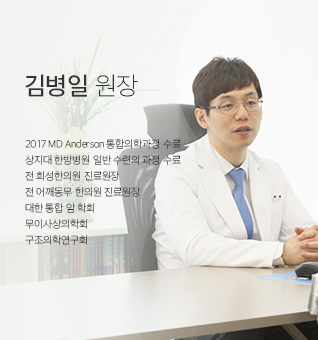 김병일 원장
2017 MD Anderson 통합의학과정 수료
상지대 한방병원 일반 수련의 과정 수료
전 희성한의원 진료원장
전 어깨동무 한의원 진료원장
대한 통합 암 학회
무이사상의학회
구조의학연구회